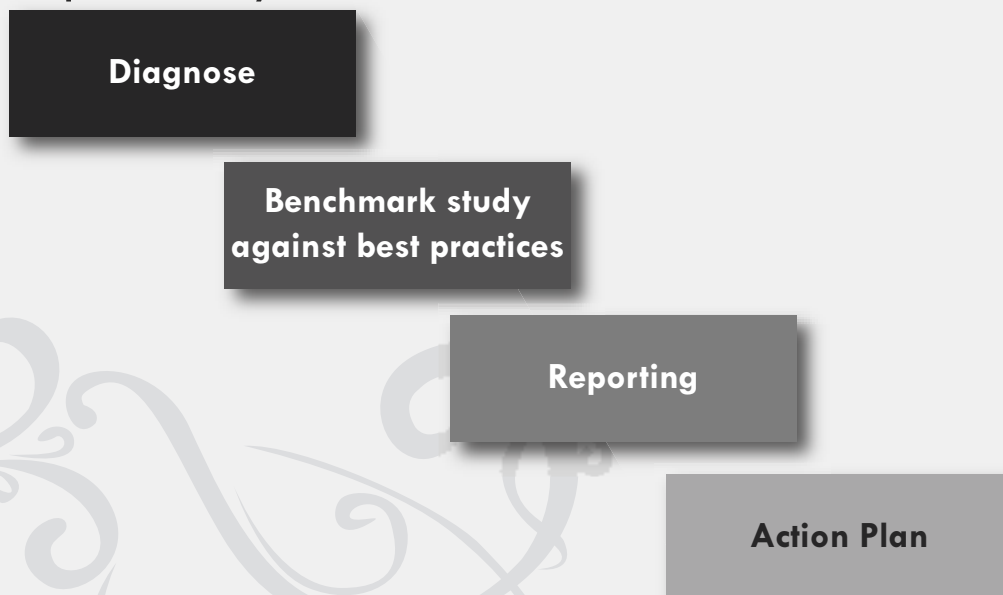 Diagnose
Benchmark study
against best practices
Reporting
Action Plan